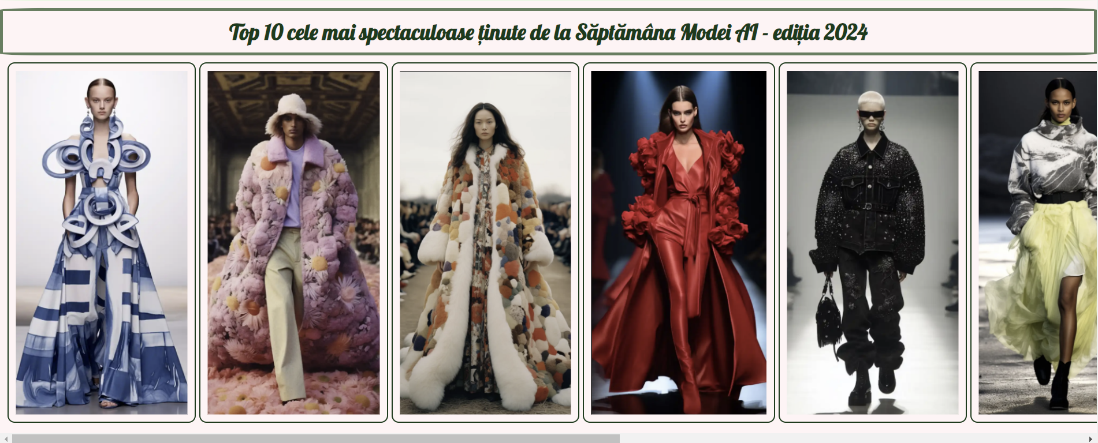 Top 10 cele mai spectaculoase ținute de la Săptămâna Modei AI - ediția 2024